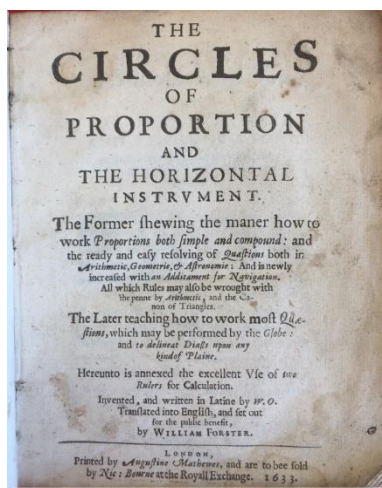 THE
CIRCLES
OF
PROPORTION
AND
THE HORIZONTAL
INSTRVMENT.
The Former shewing the maner how to
work Proportions both simple and compound: and
the ready and easy resolving of Quæstions both in
Arithmetic, Geometrie, & Astronomie: And is newly
increased with an Additament for Navigation.
All which Rules may also be wrought with
the penne by Arithmetic, and the Ca-
non of Triangles.
The Later teaching how to work most Quæ-
stions, which may be performed by the Globe:
and to delineat Dialls upon any
kind of Plaine.
Hereunto is annexed the excellent Vse of two
Rulers for Calculation.
Invented, and written in Latine by W. O.
Translated into English, and set out
for the public benefit,
by WILLIAM FORSTER.
LONDON,
Printed by Augustine Mathewes, and are to bee sold
by Nic: Bourne at the Royall Exchange. 1633.